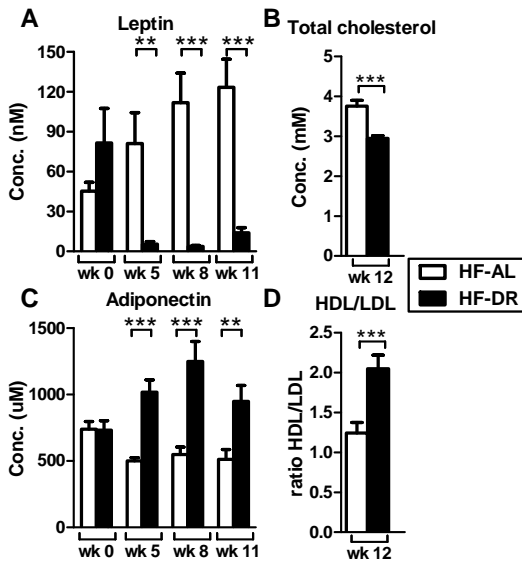 A
Leptin
** *** ***
Conc. (nM)
150
120
90
60
30
0
wk 0 wk 5 wk 8 wk 11
B
Total cholesterol
***
Conc. (mM)
5
4
3
2
1
0
wk 12
HF-AL
HF-DR
C
Adiponectin
*** *** **
Conc. (uM)
1500
1000
500
0
wk 0 wk 5 wk 8 wk 11
D
HDL/LDL
***
ratio HDL/LDL
2.5
2.0
1.5
1.0
0.5
0.0
wk 12